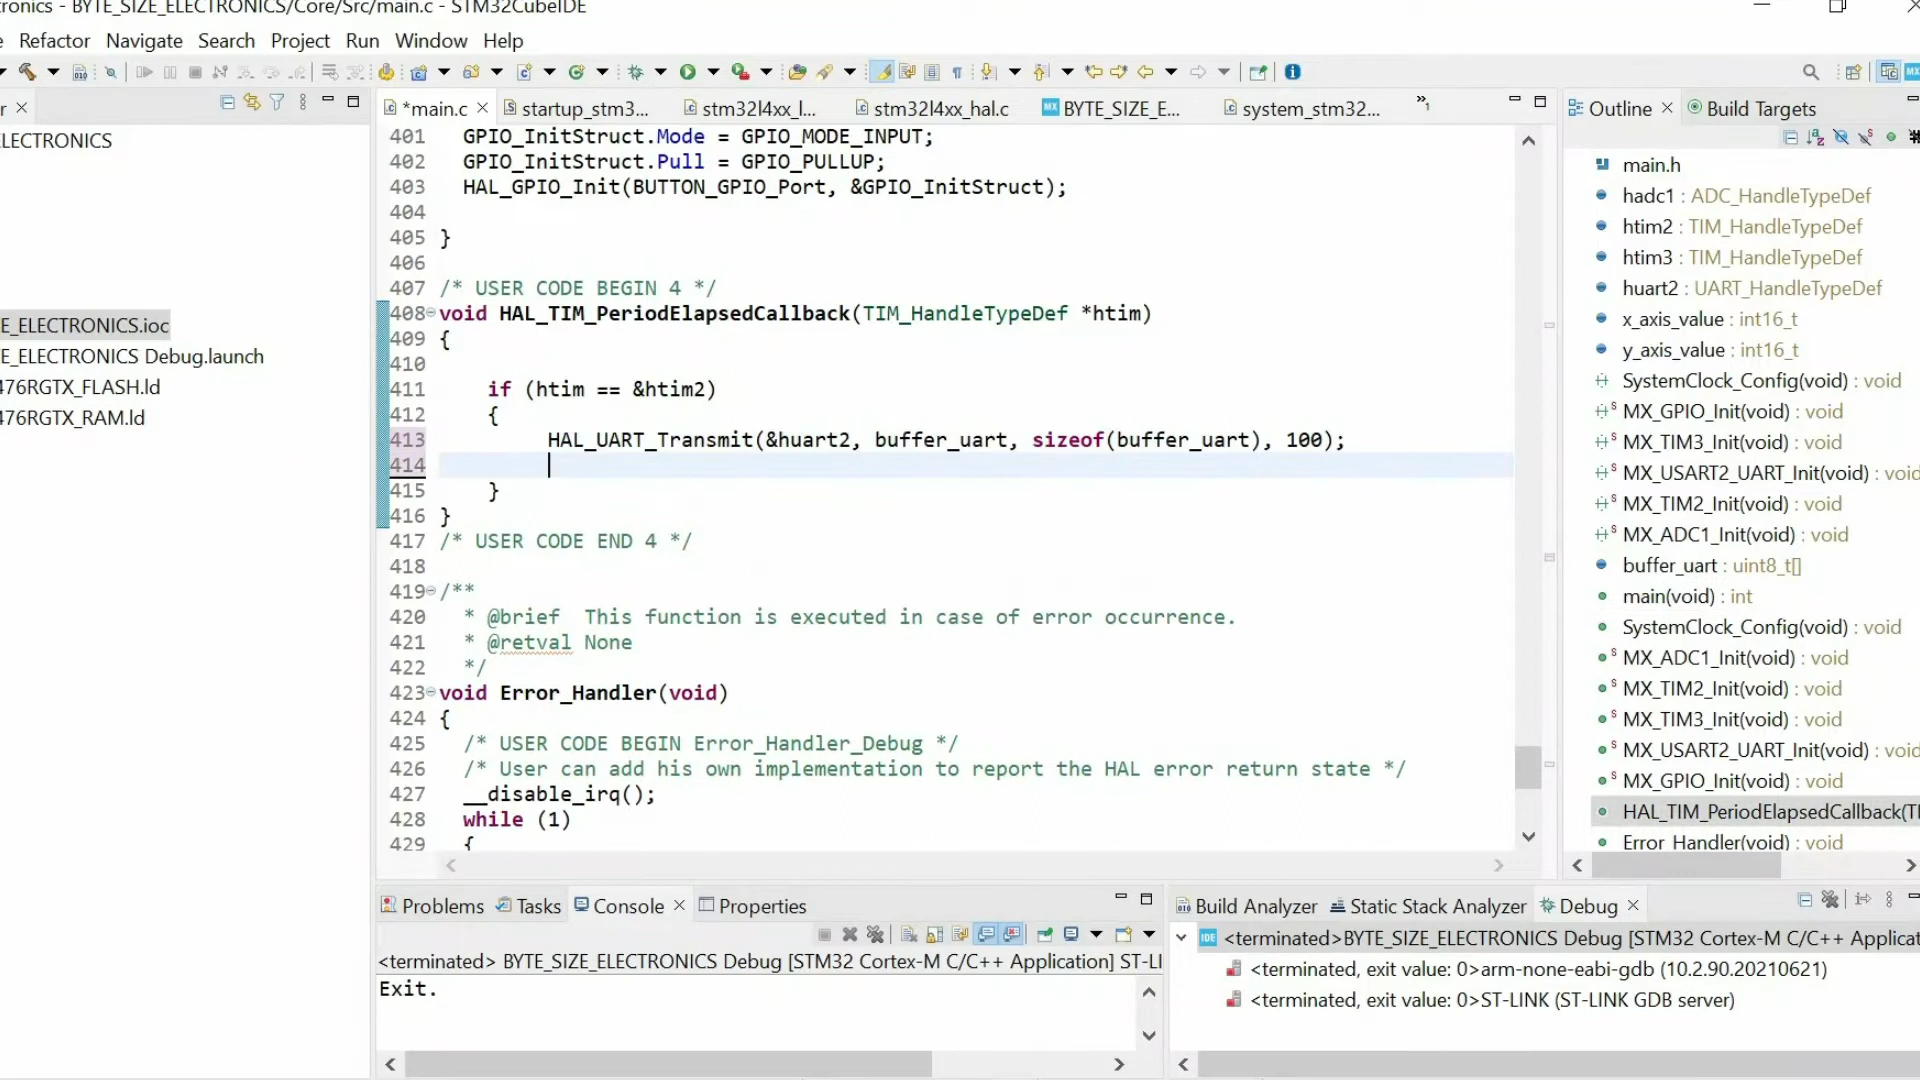 ronics - BYTE_SIZE_ELECTRONICS/Core/Src/main.c - STM32CubeIDE
e Refactor Navigate Search Project Run Window Help
r
*main.c startup_stm3... stm32l4xx_l... stm32l4xx_hal.c BYTE_SIZE_E... system_stm32... »1
Outline Build Targets
LECTRONICS
E_ELECTRONICS.ioc
E_ELECTRONICS Debug.launch
476RGTX_FLASH.ld
476RGTX_RAM.ld
401 GPIO_InitStruct.Mode = GPIO_MODE_INPUT;
402 GPIO_InitStruct.Pull = GPIO_PULLUP;
403 HAL_GPIO_Init(BUTTON_GPIO_Port, &GPIO_InitStruct);
404
405 }
406
407 /* USER CODE BEGIN 4 */
408 void HAL_TIM_PeriodElapsedCallback(TIM_HandleTypeDef *htim)
409 {
410
411 if (htim == &htim2)
412 {
413 HAL_UART_Transmit(&huart2, buffer_uart, sizeof(buffer_uart), 100);
414
415 }
416 }
417 /* USER CODE END 4 */
418
419 /**
420 * @brief This function is executed in case of error occurrence.
421 * @retval None
422 */
423 void Error_Handler(void)
424 {
425 /* USER CODE BEGIN Error_Handler_Debug */
426 /* User can add his own implementation to report the HAL error return state */
427 __disable_irq();
428 while (1)
429 {
main.h
hadc1 : ADC_HandleTypeDef
htim2 : TIM_HandleTypeDef
htim3 : TIM_HandleTypeDef
huart2 : UART_HandleTypeDef
x_axis_value : int16_t
y_axis_value : int16_t
SystemClock_Config(void) : void
MX_GPIO_Init(void) : void
MX_TIM3_Init(void) : void
MX_USART2_UART_Init(void) : void
MX_TIM2_Init(void) : void
MX_ADC1_Init(void) : void
buffer_uart : uint8_t[]
main(void) : int
SystemClock_Config(void) : void
MX_ADC1_Init(void) : void
MX_TIM2_Init(void) : void
MX_TIM3_Init(void) : void
MX_USART2_UART_Init(void) : void
MX_GPIO_Init(void) : void
HAL_TIM_PeriodElapsedCallback(TI
Error_Handler(void) : void
Problems Tasks Console Properties
<terminated> BYTE_SIZE_ELECTRONICS Debug [STM32 Cortex-M C/C++ Application] ST-LI
Exit.
Build Analyzer Static Stack Analyzer Debug
<terminated>BYTE_SIZE_ELECTRONICS Debug [STM32 Cortex-M C/C++ Applicat
<terminated, exit value: 0>arm-none-eabi-gdb (10.2.90.20210621)
<terminated, exit value: 0>ST-LINK (ST-LINK GDB server)